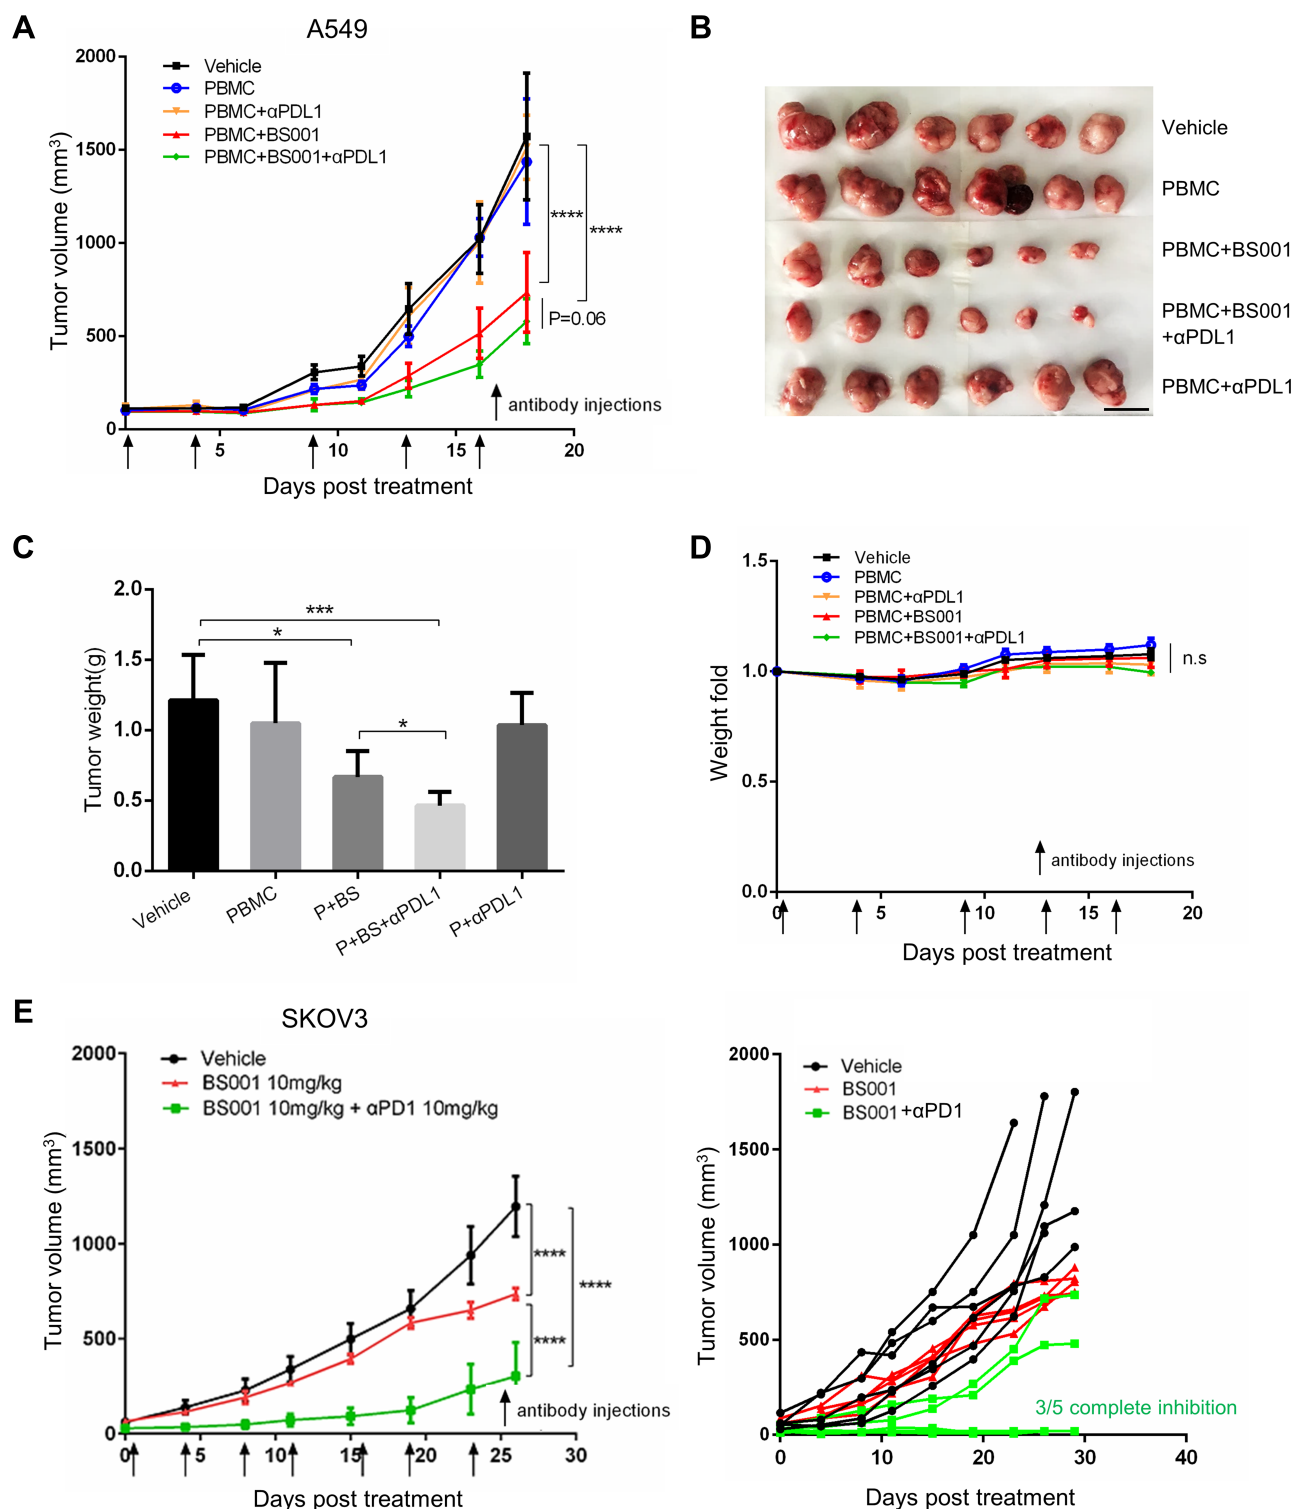 A
A549
2000
1500
1000
500
0
Tumor volume (mm3)
Vehicle
PBMC
PBMC+αPDL1
PBMC+BS001
PBMC+BS001+αPDL1
****
****
P=0.06
antibody injections
5
10
15
20
Days post treatment
B
Vehicle
PBMC
PBMC+BS001
PBMC+BS001
+αPDL1
PBMC+αPDL1
C
2.0
1.5
1.0
0.5
0.0
Tumor weight(g)
***
*
*
Vehicle
PBMC
P+BS
P+BS+αPDL1
P+αPDL1
D
1.5
1.0
0.5
0.0
Weight fold
Vehicle
PBMC
PBMC+αPDL1
PBMC+BS001
PBMC+BS001+αPDL1
n.s
antibody injections
0
5
10
15
20
Days post treatment
E
SKOV3
2000
1500
1000
500
0
Tumor volume (mm3)
Vehicle
BS001 10mg/kg
BS001 10mg/kg + αPD1 10mg/kg
****
****
****
antibody injections
0
5
10
15
20
25
30
Days post treatment
2000
1500
1000
500
0
Tumor volume (mm3)
Vehicle
BS001
BS001+αPD1
3/5 complete inhibition
0
10
20
30
40
Days post treatment